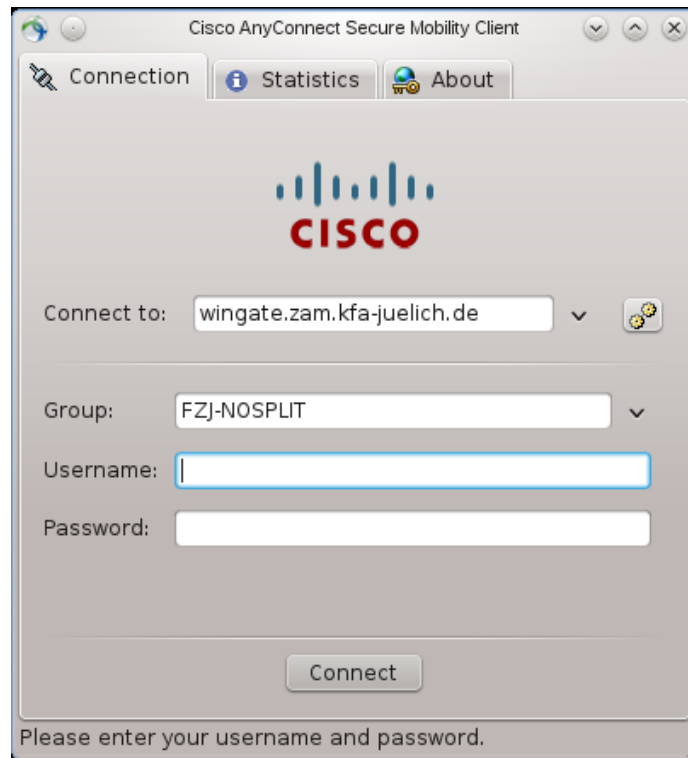 Cisco AnyConnect Secure Mobility Client
Connection Statistics About
CISCO
Connect to: wingate.zam.kfa-juelich.de
Group: FZJ-NOSPLIT
Username:
Password:
Connect
Please enter your username and password.